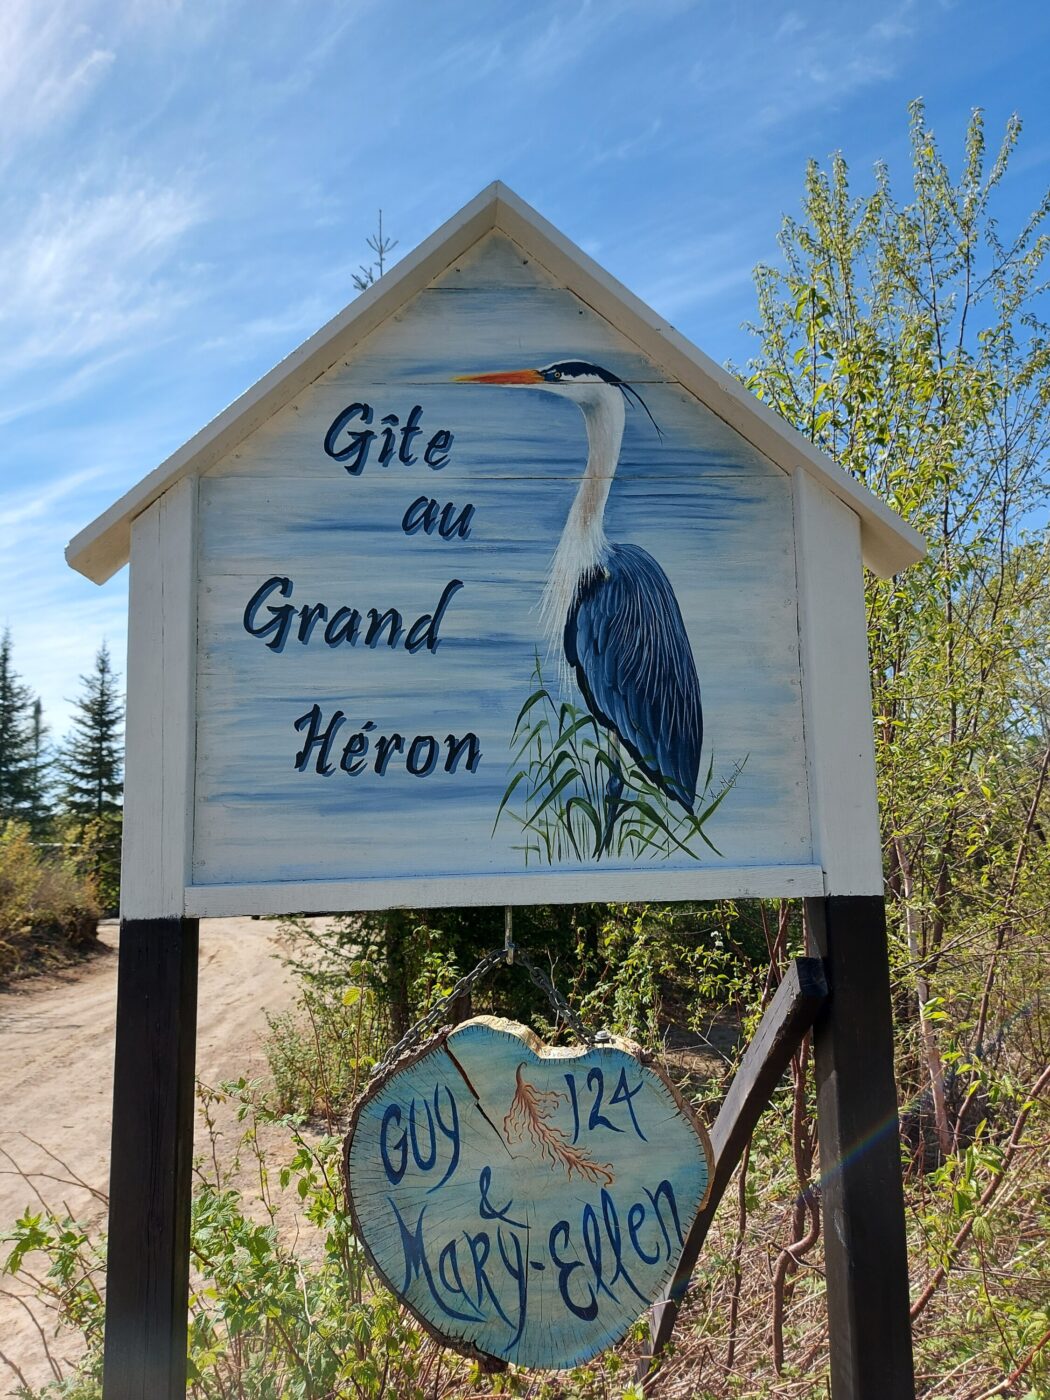 Gîte
au
Grand
Héron
GUY 124
&
MARY-Ellen